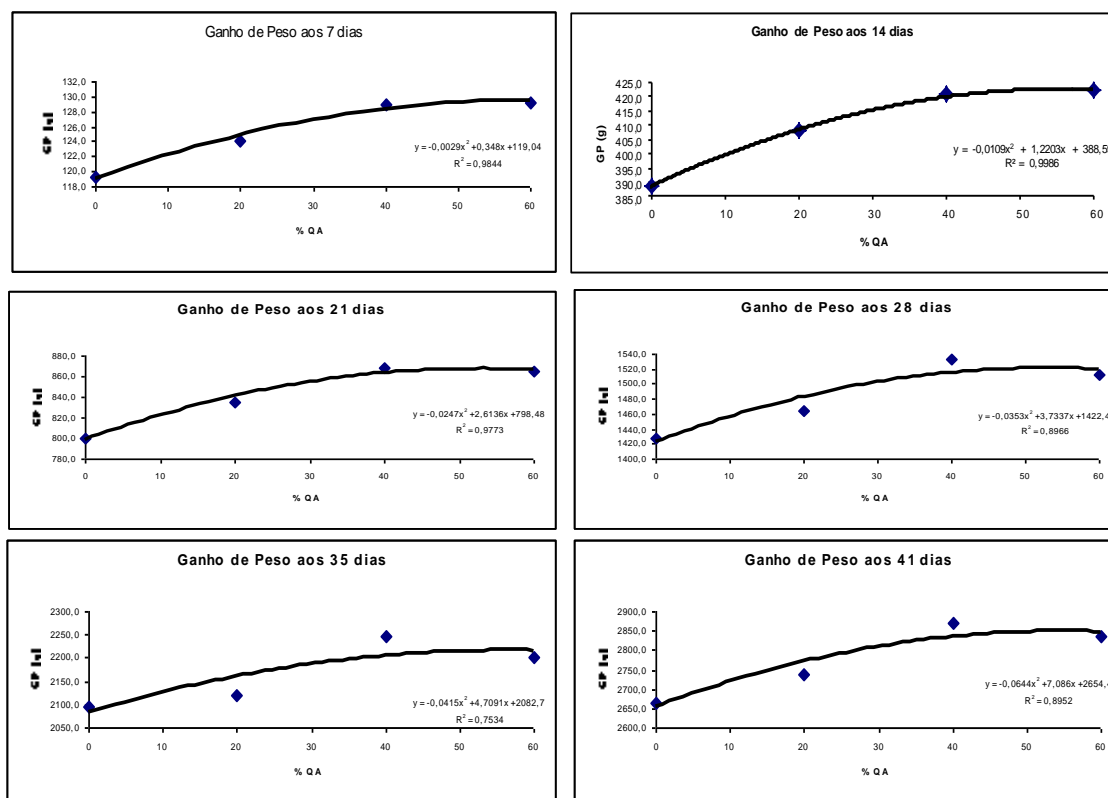 Ganho de Peso aos 7 dias
132,0
130,0
128,0
126,0
124,0
122,0
120,0
118,0
y = -0,0029x² +0,348x +119,04
R² = 0,9844
0 10 20 30 40 50 60
% QA
Ganho de Peso aos 14 dias
GP (g)
425,0
420,0
415,0
410,0
405,0
400,0
395,0
390,0
385,0
y = -0,0109x² + 1,2203x + 388,5
R² = 0,9986
0 10 20 30 40 50 60
% QA
Ganho de Peso aos 21 dias
880,0
860,0
840,0
820,0
800,0
780,0
y = -0,0247x² +2,6136x +798,48
R² = 0,9773
0 10 20 30 40 50 60
% QA
Ganho de Peso aos 28 dias
1540,0
1520,0
1500,0
1480,0
1460,0
1440,0
1420,0
1400,0
y = -0,0353x² +3,7337x +1422,4
R² = 0,8966
0 10 20 30 40 50 60
% QA
Ganho de Peso aos 35 dias
2300,0
2250,0
2200,0
2150,0
2100,0
2050,0
y = -0,0415x² +4,7091x +2082,7
R² = 0,7534
0 10 20 30 40 50 60
% QA
Ganho de Peso aos 41 dias
2900,0
2850,0
2800,0
2750,0
2700,0
2650,0
2600,0
y = -0,0644x² +7,086x +2654,4
R² = 0,8952
0 10 20 30 40 50 60
% QA